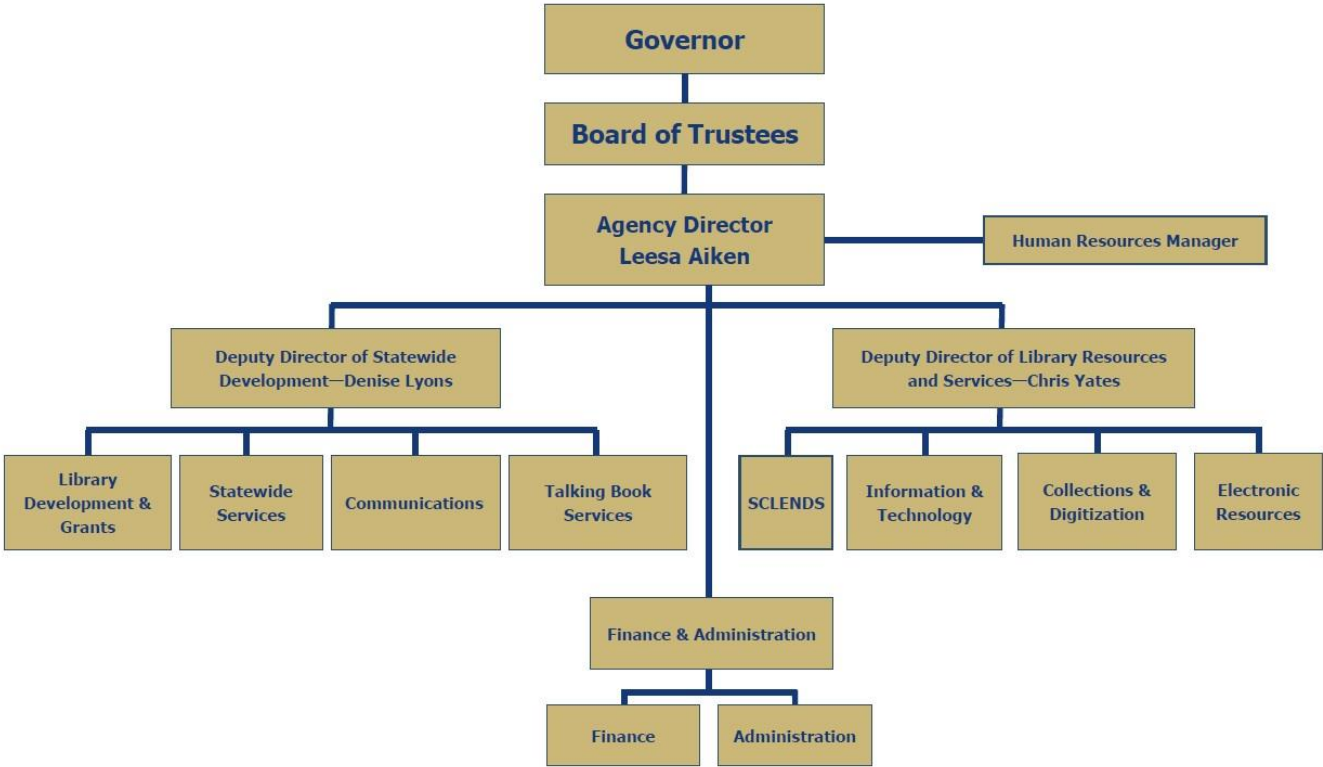 Governor
Board of Trustees
Agency Director
Leesa Aiken
Human Resources Manager
Deputy Director of Statewide
Development—Denise Lyons
Deputy Director of Library Resources
and Services—Chris Yates
Library
Development &
Grants
Statewide
Services
Communications
Talking Book
Services
SCLENDS
Information &
Technology
Collections &
Digitization
Electronic
Resources
Finance & Administration
Finance
Administration